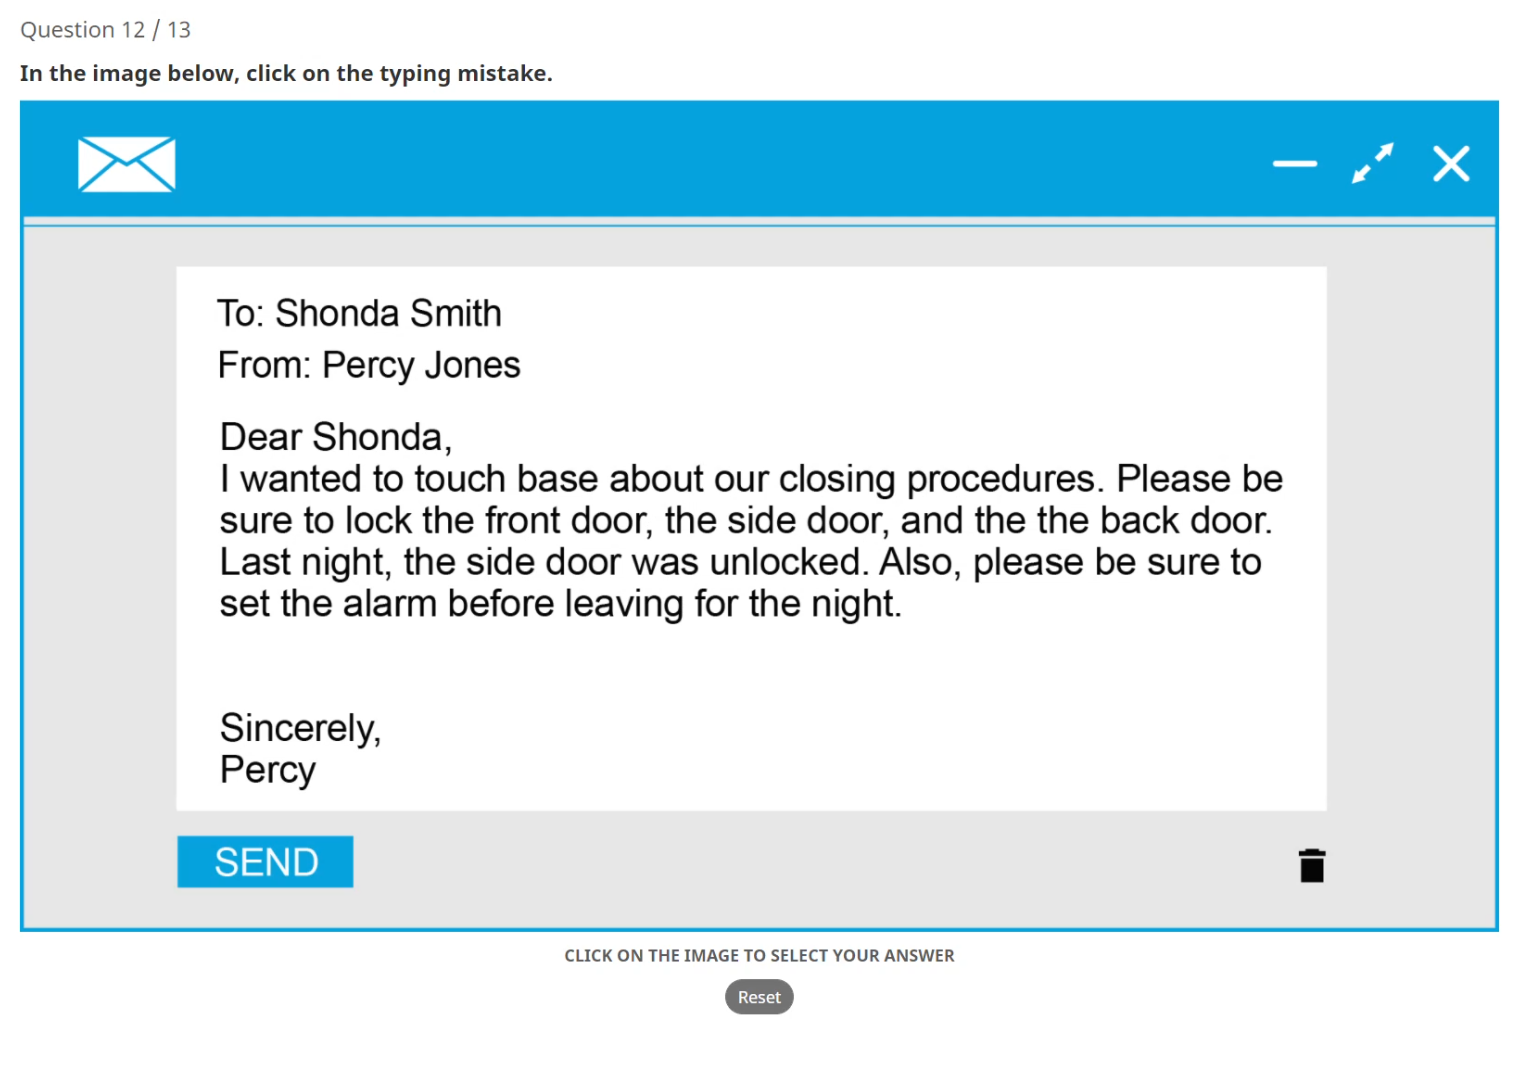 Question 12 / 13
In the image below, click on the typing mistake.
To: Shonda Smith
From: Percy Jones
Dear Shonda,
I wanted to touch base about our closing procedures. Please be
sure to lock the front door, the side door, and the the back door.
Last night, the side door was unlocked. Also, please be sure to
set the alarm before leaving for the night.
Sincerely,
Percy
SEND
CLICK ON THE IMAGE TO SELECT YOUR ANSWER
Reset